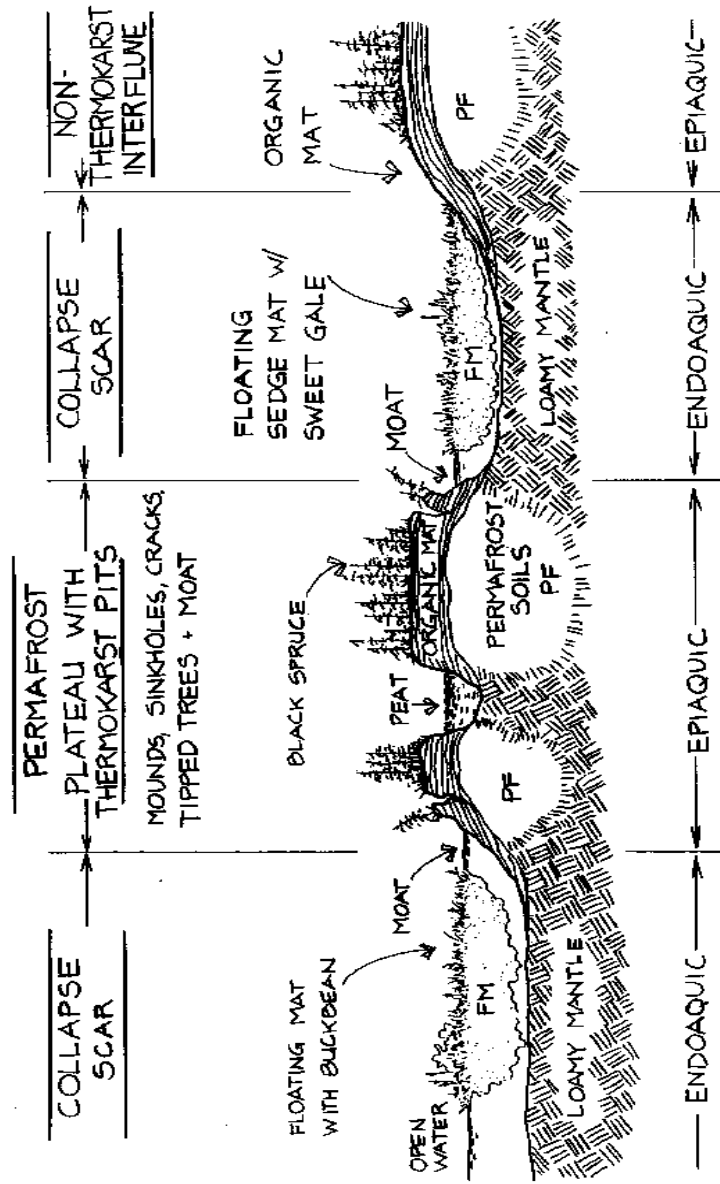 COLLAPSE
SCAR
PERMAFROST
PLATEAU WITH
THERMOKARST PITS
MOUNDS, SINKHOLES, CRACKS,
TIPPED TREES + MOAT
COLLAPSE
SCAR
NON-
THERMOKARST
INTERFLUVE
FLOATING MAT
WITH BUCKBEAN
OPEN
WATER
MOAT
BLACK SPRUCE
PEAT
ORGANIC MAT
MOAT
FLOATING
SEDGE MAT W/
SWEET GALE
ORGANIC
MAT
FM
PF
PERMAFROST
SOILS
PF
FM
PF
LOAMY MANTLE
LOAMY MANTLE
ENDOAQUIC
EPIAQUIC
ENDOAQUIC
EPIAQUIC